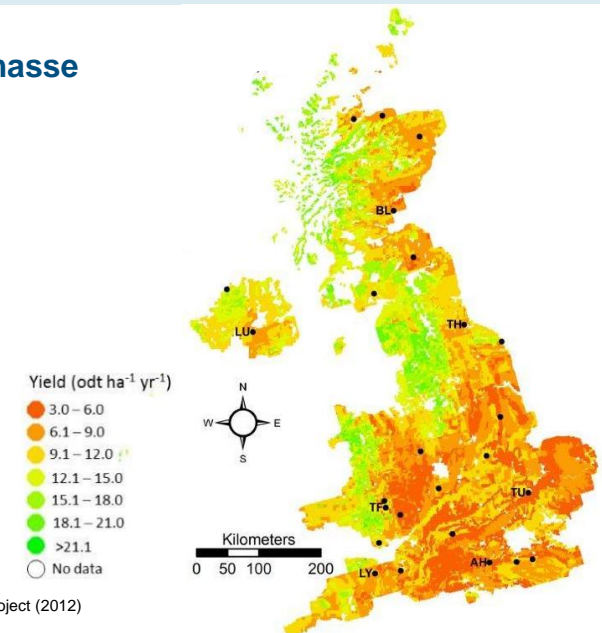 nasse
BL
LU
TH
Yield (odt ha⁻¹ yr⁻¹)
3.0 – 6.0
6.1 – 9.0
9.1 – 12.0
12.1 – 15.0
15.1 – 18.0
18.1 – 21.0
>21.1
No data
N
W E
S
TF
TU
Kilometers
0 50 100 200
LY
AH
oject (2012)